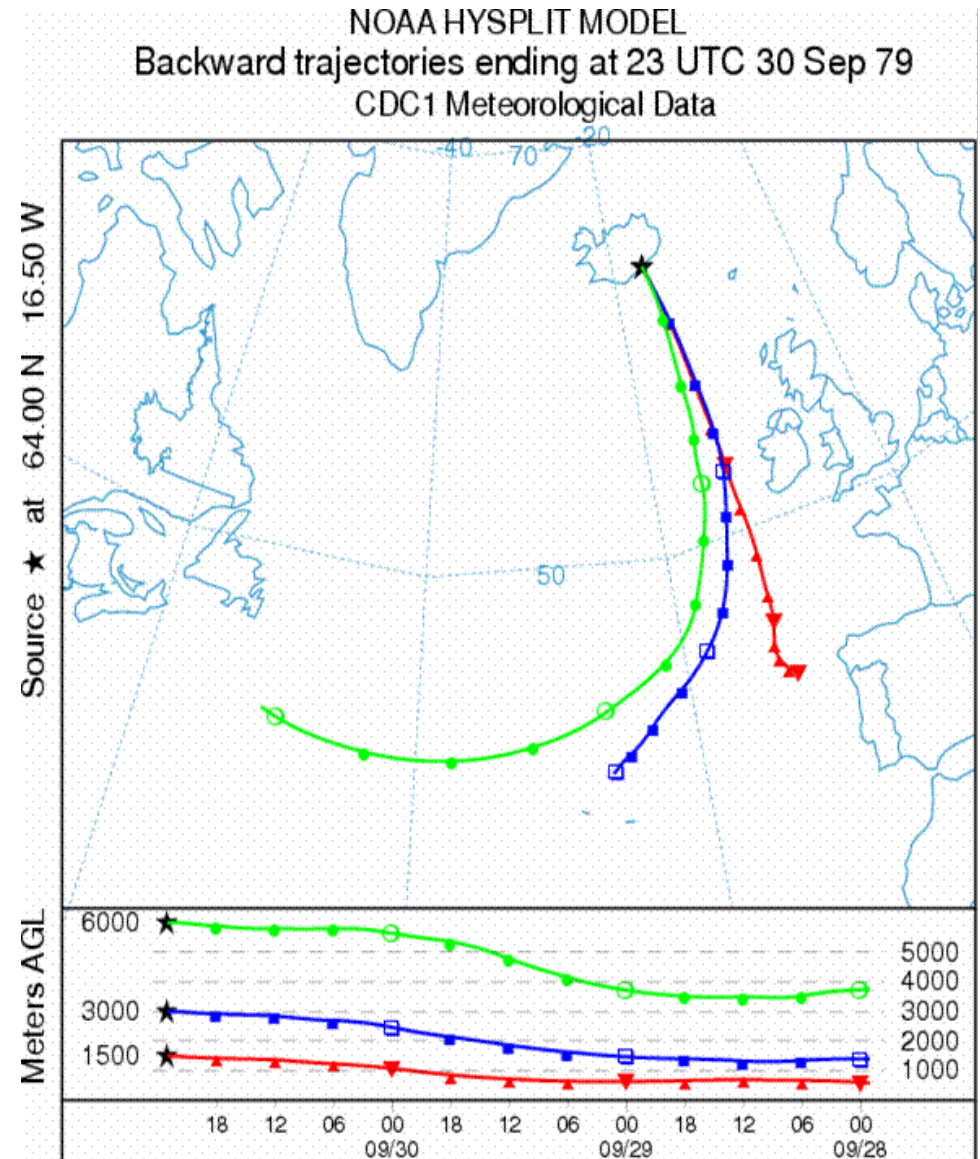 NOAA HYSPLIT MODEL
Backward trajectories ending at 23 UTC 30 Sep 79
CDC1 Meteorological Data
Source ★ at 64.00 N 16.50 W
-40 70 -20
50
Meters AGL
6000
3000
1500
5000
4000
3000
2000
1000
18 12 06 00 18 12 06 00 18 12 06 00
09/30 09/29 09/28